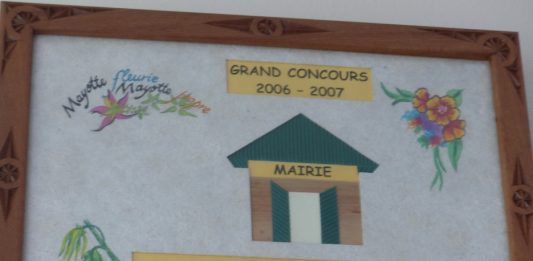 Mayotte fleurie
Mayotte propre
GRAND CONCOURS
2006 - 2007
MAIRIE